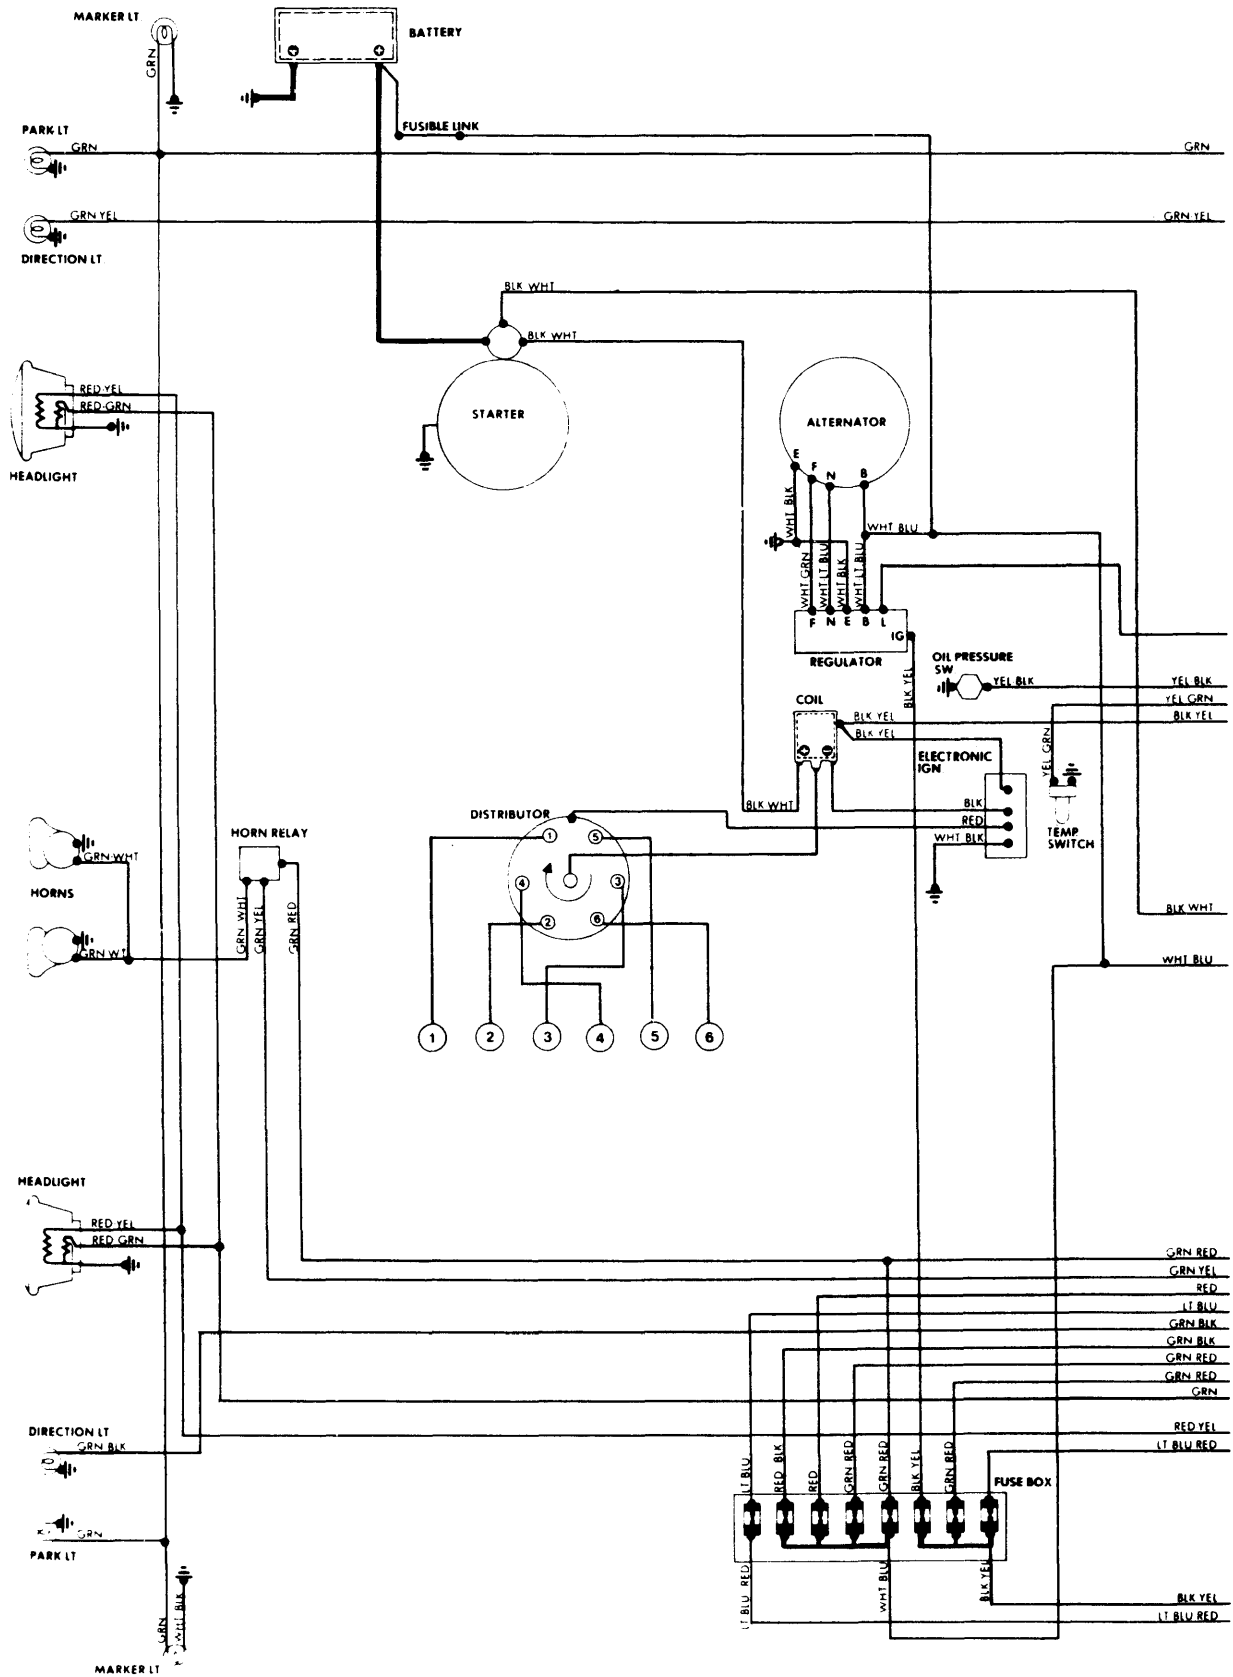 MARKER LT
BATTERY
GRN
FUSIBLE LINK
PARK LT
GRN
GRN
GRN YEL
GRN YEL
DIRECTION LT
BLK WHT
BLK WHT
RED-YEL
RED-GRN
HEADLIGHT
STARTER
ALTERNATOR
E
F
N
B
WHT BLK
WHT BLU
WHT GRN
WHT LT BLU
WHT BLK
WHT LT BLU
F N E B L
IG
REGULATOR
BLK YEL
OIL PRESSURE
SW
YEL BLK
YEL BLK
YEL GRN
BLK YEL
COIL
BLK YEL
BLK YEL
YEL GRN
ELECTRONIC
IGN
BLK WHT
BLK
RED
WHT BLK
TEMP
SWITCH
DISTRIBUTOR
1
5
4
3
2
6
HORN RELAY
GRN-WHT
HORNS
GRN WT
GRN WHT
GRN YEL
GRN RED
BLK WHT
WHT BLU
1 2 3 4 5 6
HEADLIGHT
RED YEL
RED GRN
GRN RED
GRN YEL
RED
LT BLU
GRN BLK
GRN BLK
GRN RED
GRN RED
GRN
RED YEL
LT BLU RED
DIRECTION LT
GRN BLK
LT BLU
RED BLK
RED
GRN RED
GRN RED
BLK YEL
GRN RED
FUSE BOX
GRN
PARK LT
LT BLU RED
WHT BLU
BLK YEL
BLK YEL
LT BLU RED
GRN
WHT BLK
MARKER LT